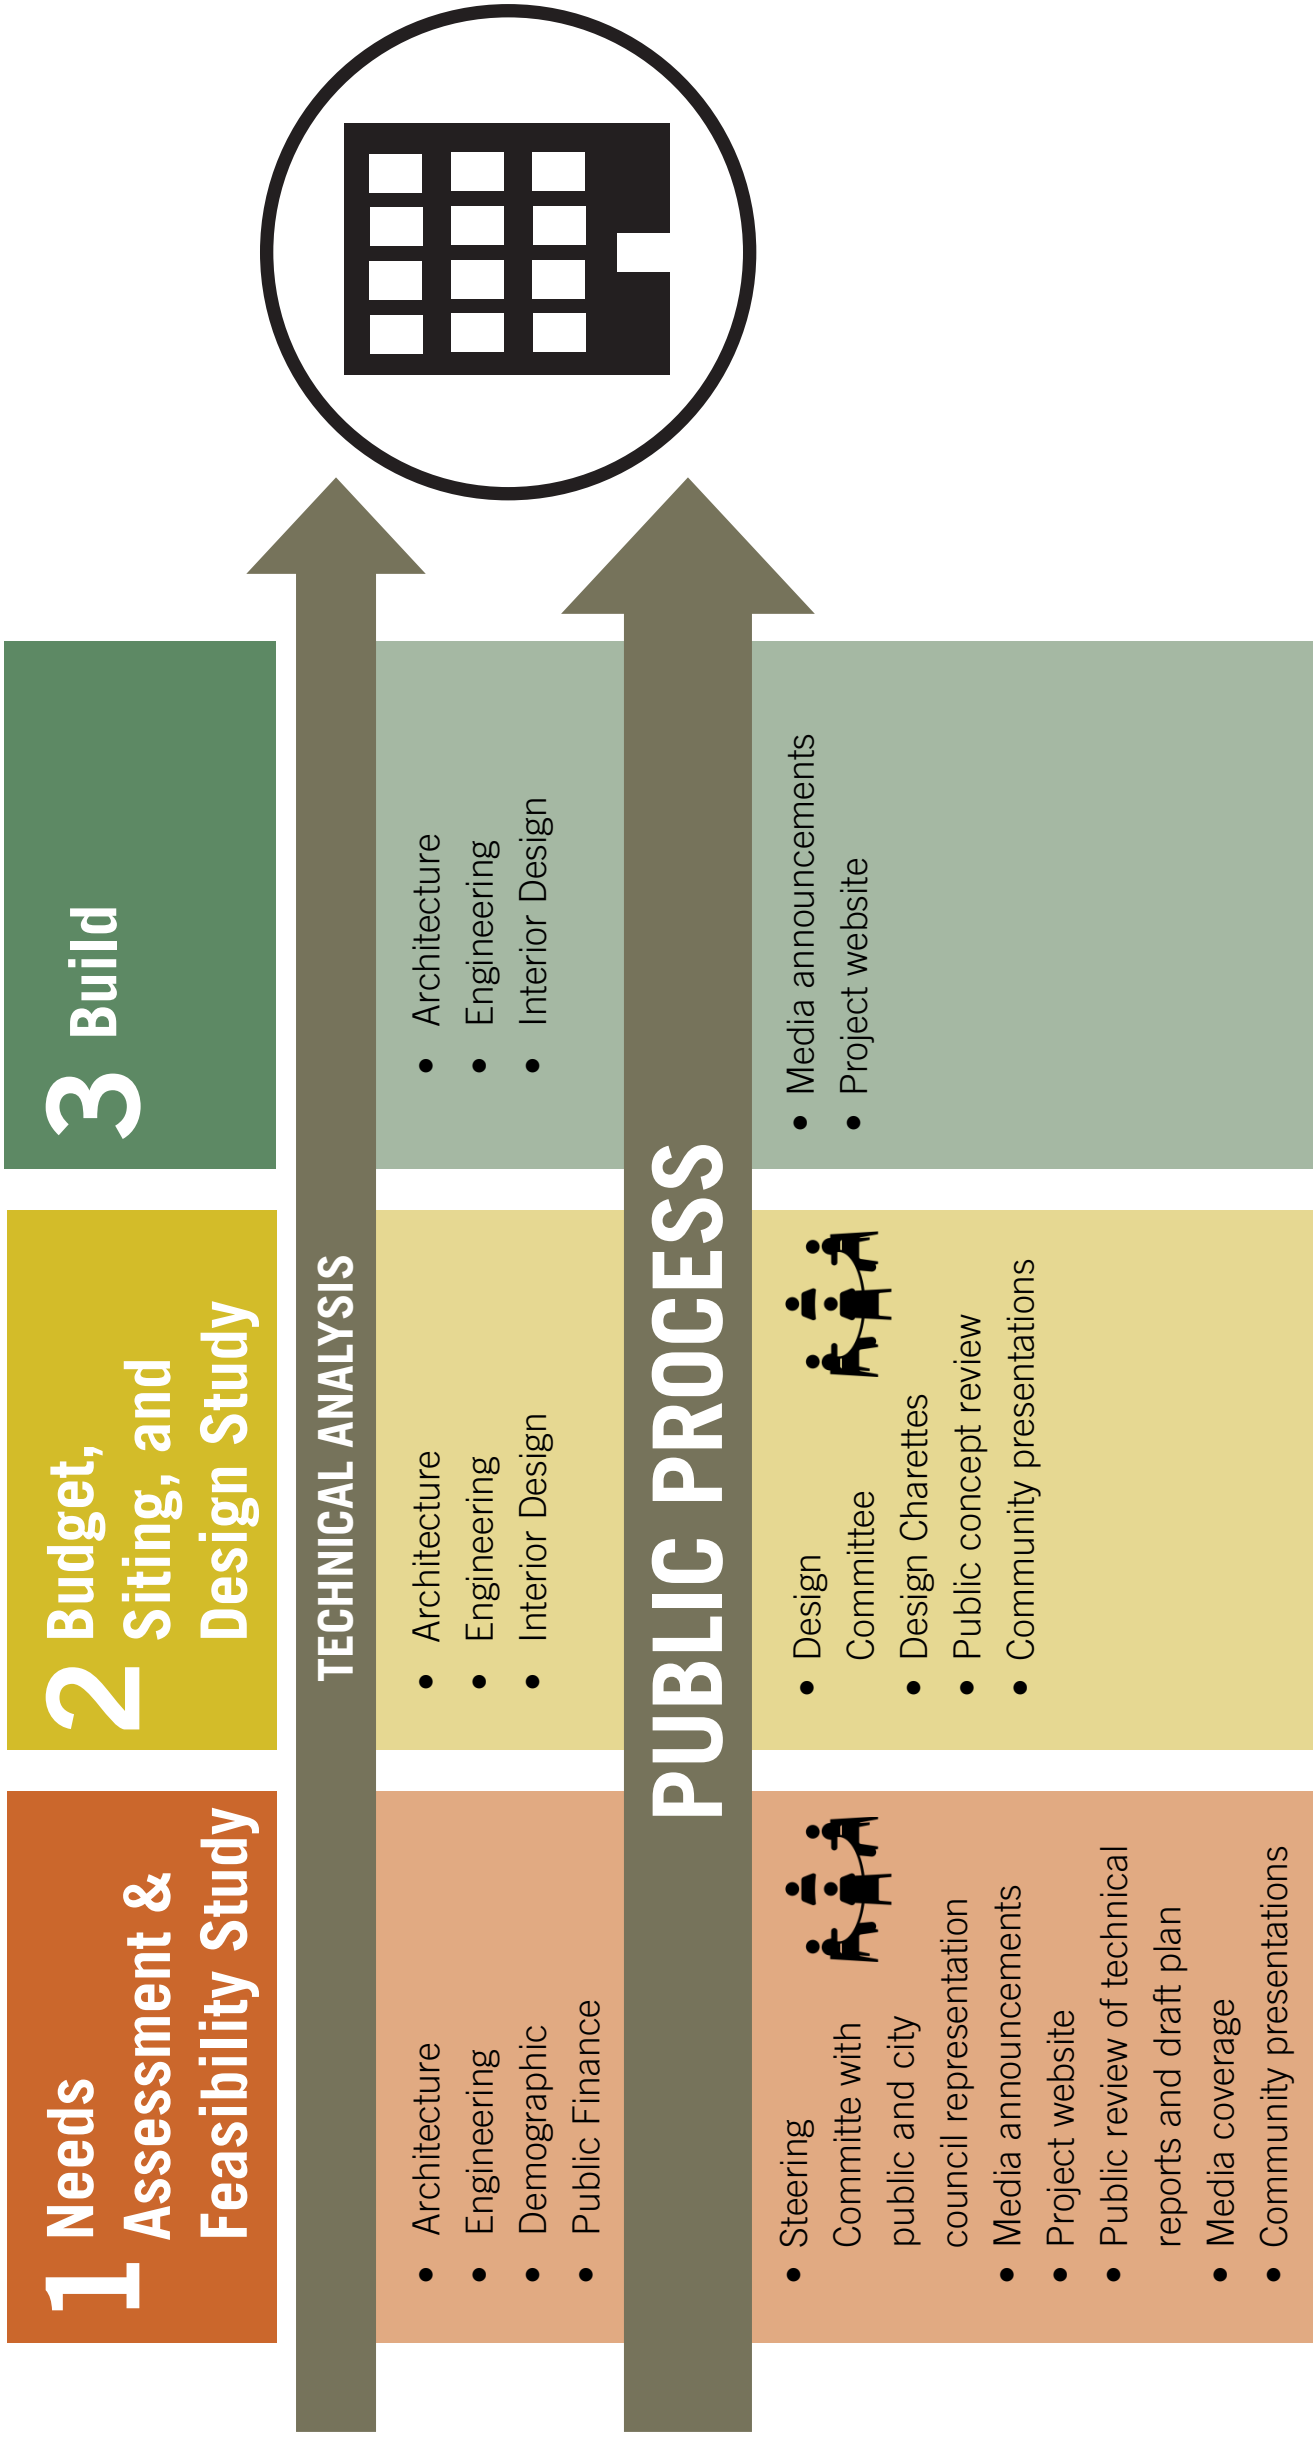 1 Needs
Assessment &
Feasibility Study
2 Budget,
Siting, and
Design Study
3 Build
TECHNICAL ANALYSIS
• Architecture
• Engineering
• Demographic
• Public Finance
• Architecture
• Engineering
• Interior Design
• Architecture
• Engineering
• Interior Design
PUBLIC PROCESS
• Steering
Committe with
public and city
council representation
• Media announcements
• Project website
• Public review of technical
reports and draft plan
• Media coverage
• Community presentations
• Design
Committee
• Design Charettes
• Public concept review
• Community presentations
• Media announcements
• Project website